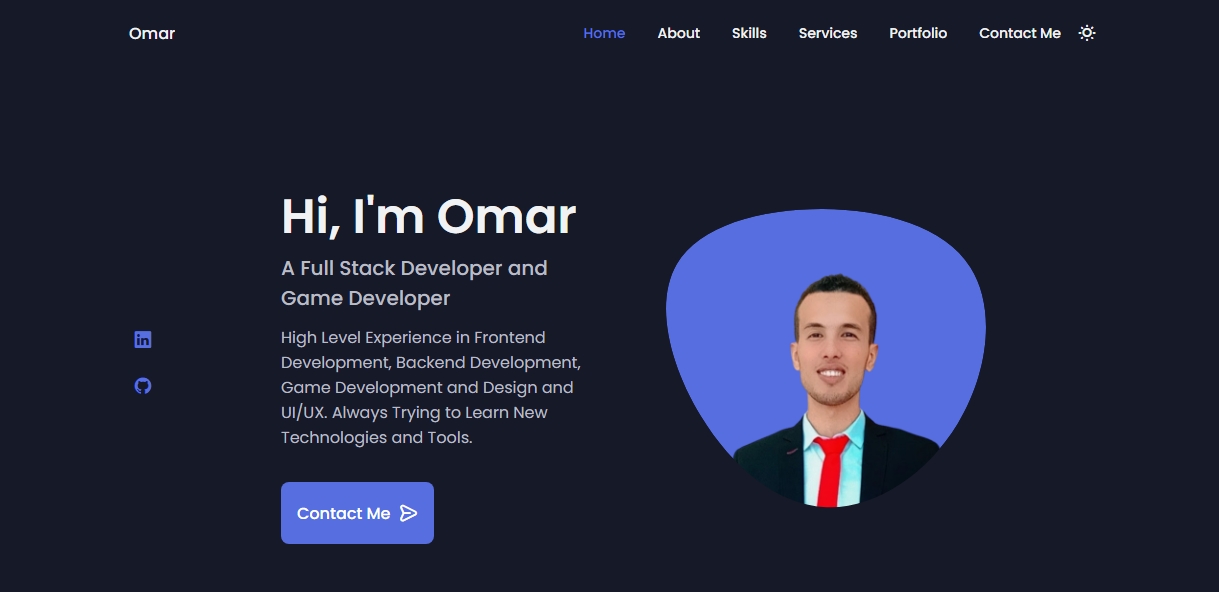 Omar
Home About Skills Services Portfolio Contact Me
Hi, I'm Omar
A Full Stack Developer and
Game Developer
High Level Experience in Frontend
Development, Backend Development,
Game Development and Design and
UI/UX. Always Trying to Learn New
Technologies and Tools.
in
Contact Me